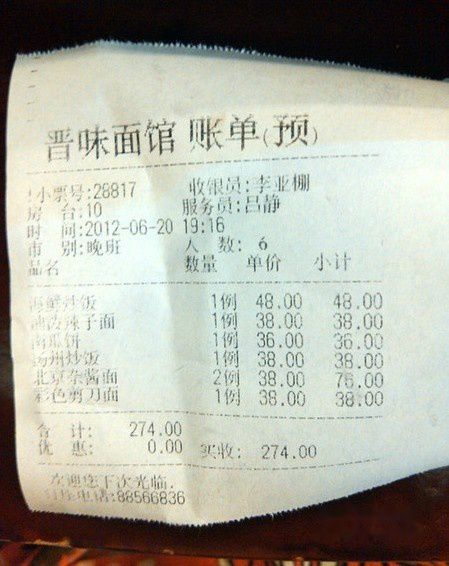 晋味面馆 账单(预)
小票号:28817 收银员:李亚棚
房 台:10 服务员:吕静
时 间:2012-06-20 19:16
市 别:晚班 人 数: 6
品名 数量 单价 小计
海鲜炒饭 1例 48.00 48.00
油泼辣子面 1例 38.00 38.00
南瓜饼 1例 36.00 36.00
扬州炒饭 1例 38.00 38.00
北京杂酱面 2例 38.00 76.00
彩色剪刀面 1例 38.00 38.00
合 计: 274.00
优 惠: 0.00 实收: 274.00
欢迎您下次光临.
电话:88566836